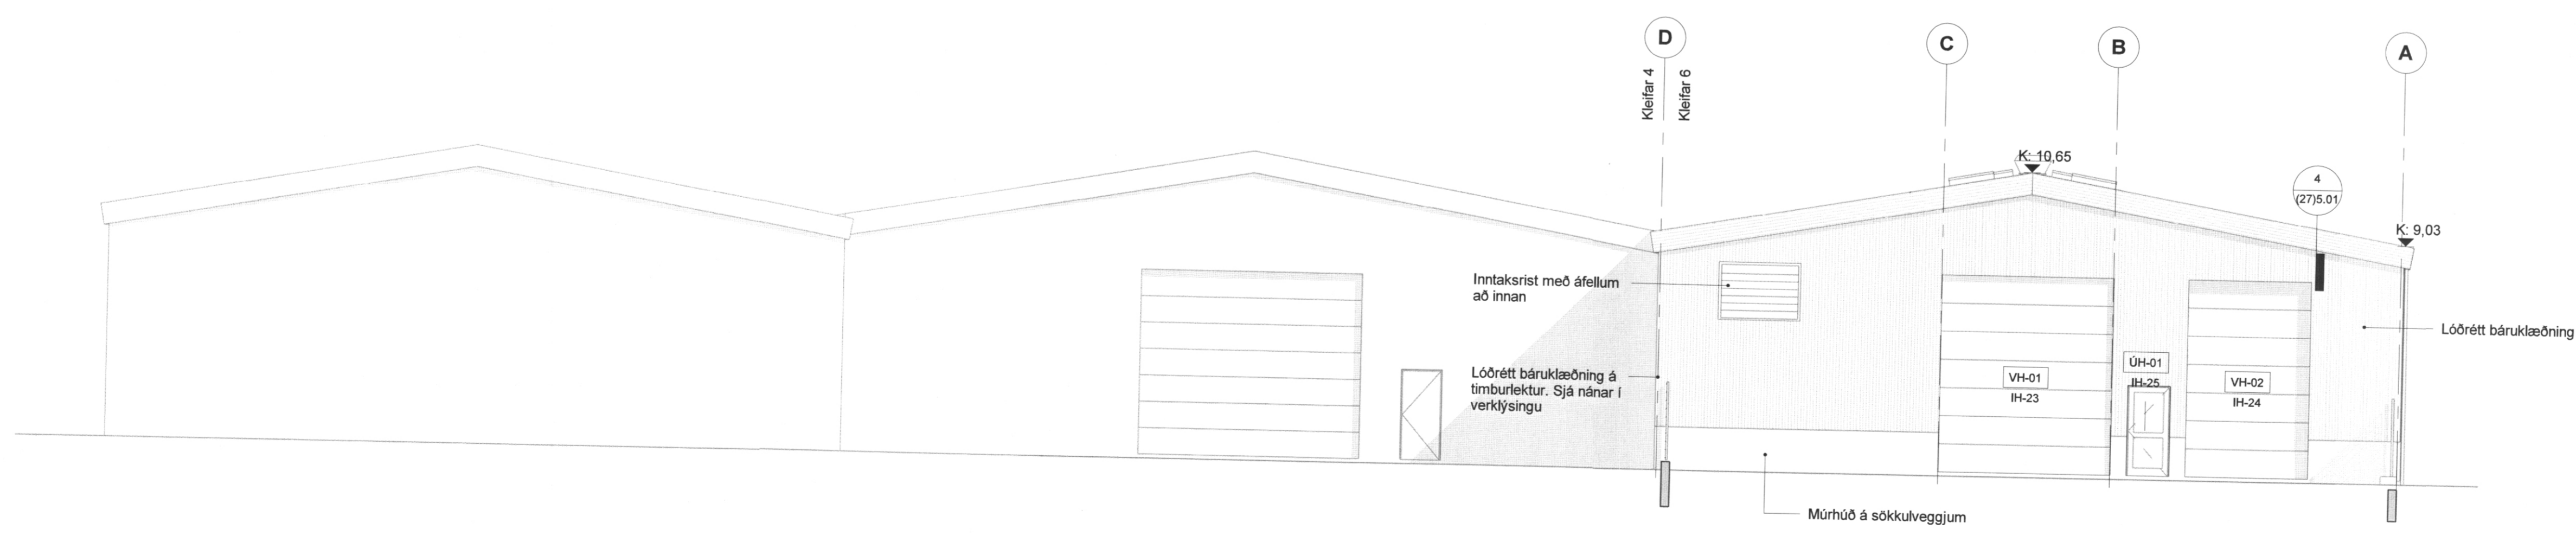 D
C
B
A
Kleifar 4
Kleifar 6
K: 10,65
4
(27)5.01
K: 9,03
Inntaksrist með áfellum
að innan
Lóðrétt báruklæðning
Lóðrétt báruklæðning á
timburlektur. Sjá nánar í
verklýsingu
VH-01
IH-23
ÚH-01
IH-25
VH-02
IH-24
Múrhúð á sökkulveggjum